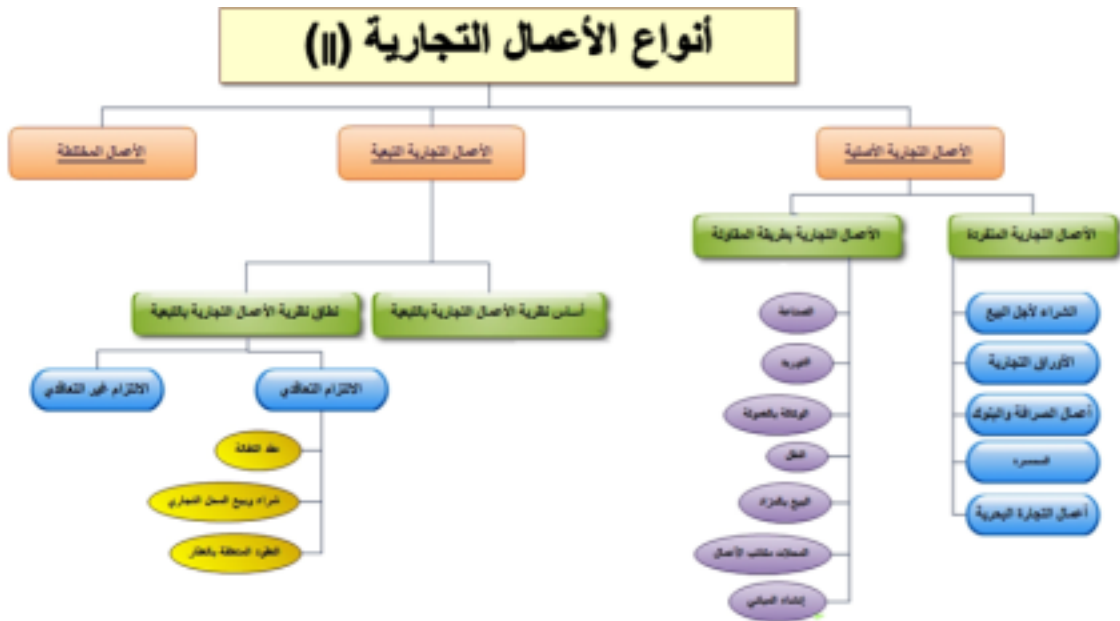 أنواع الأعمال التجارية (II)
الأعمال التجارية الأصلية
الأعمال التجارية التبعية
الأعمال المختلطة
الأعمال التجارية المنفردة
الأعمال التجارية بطريقة المقاولة
الشراء لأجل البيع
الأوراق التجارية
أعمال الصرافة والبنوك
السمسرة
أعمال التجارة البحرية
الصناعة
التوريد
الوكالة بالعمولة
النقل
البيع بالمزاد
مكاتب الأعمال
إنشاء المباني
أساس نظرية الأعمال التجارية بالتبعية
نطاق نظرية الأعمال التجارية بالتبعية
الالتزام التعاقدي
الالتزام غير التعاقدي
عقد الكفالة
شراء وبيع المحل التجاري
العقود المتعلقة بالعقار